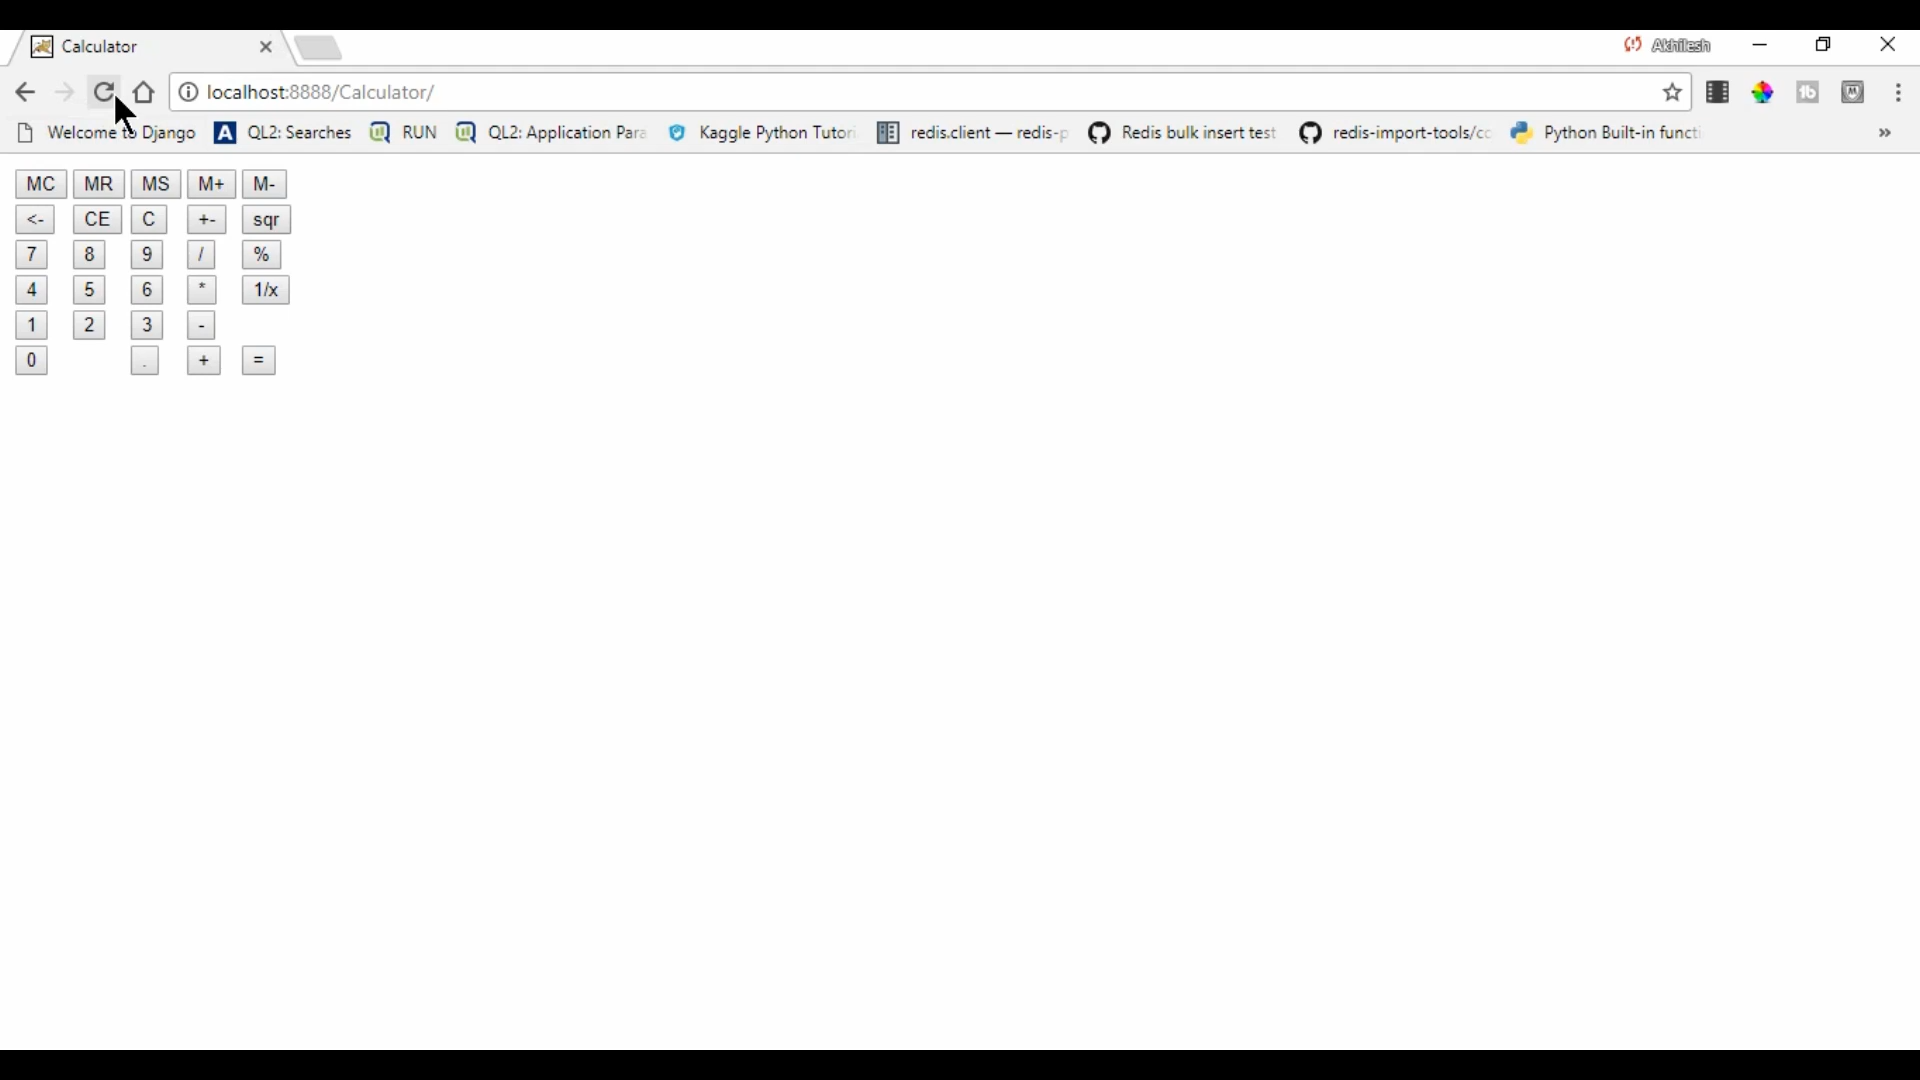 Calculator
Akhilesh
localhost:8888/Calculator/
Welcome to Django QL2: Searches RUN QL2: Application Para Kaggle Python Tutori redis.client — redis-p Redis bulk insert test redis-import-tools/cc Python Built-in functi »
MC MR MS M+ M-
<- CE C +- sqr
7 8 9 / %
4 5 6 * 1/x
1 2 3 -
0 . + =